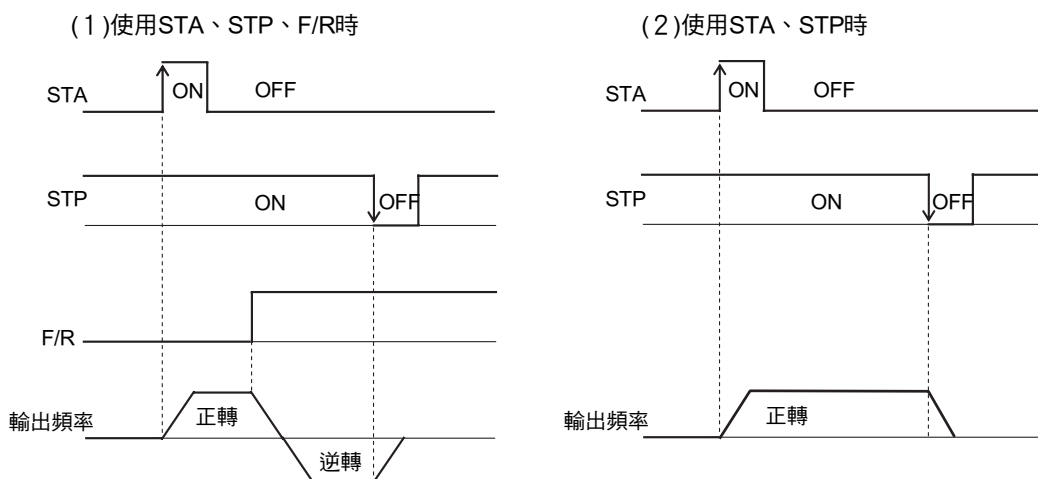 (1)使用STA、STP、F/R時
STA
ON
OFF
STP
ON
OFF
F/R
輸出頻率
正轉
逆轉
(2)使用STA、STP時
STA
ON
OFF
STP
ON
OFF
輸出頻率
正轉